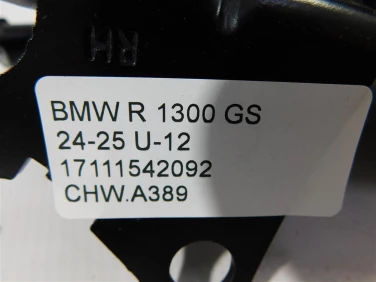 RH
BMW R 1300 GS
24-25 U-12
17111542092
CHW.A389